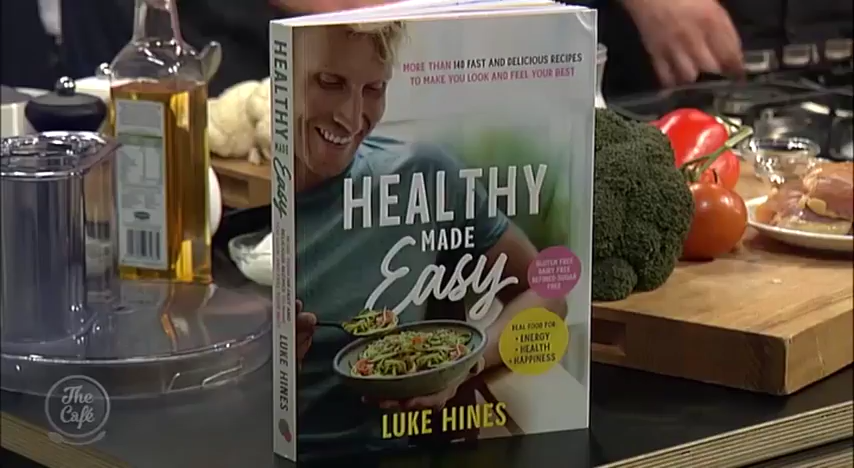 MORE THAN 140 FAST AND DELICIOUS RECIPES
TO MAKE YOU LOOK AND FEEL YOUR BEST
HEALTHY
MADE
Easy
GLUTEN FREE
DAIRY FREE
REFINED-SUGAR
FREE
REAL FOOD FOR
• ENERGY
• HEALTH
• HAPPINESS
LUKE HINES
HEALTHY MADE Easy
LUKE HINES
The
Café